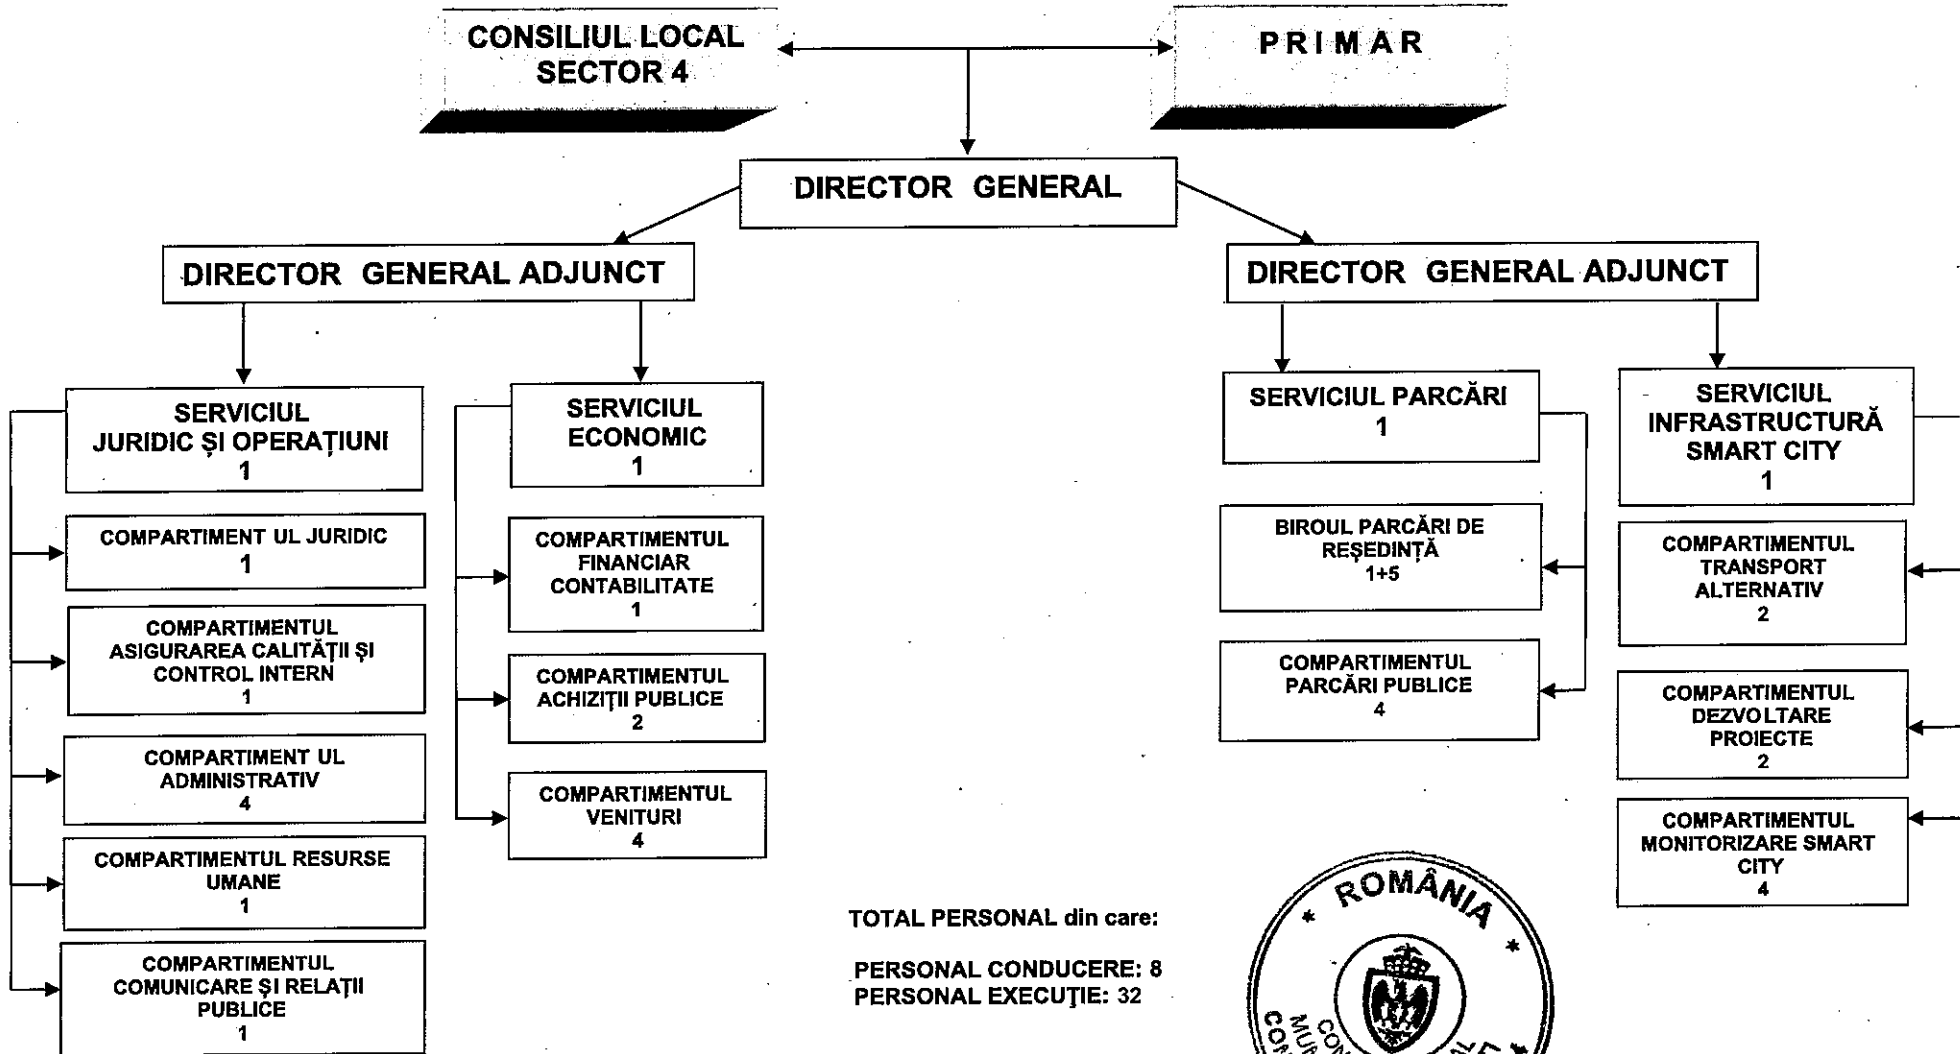 CONSILIUL LOCAL
SECTOR 4
PRIMAR
DIRECTOR GENERAL
DIRECTOR GENERAL ADJUNCT
SERVICIUL
JURIDIC ȘI OPERAȚIUNI
1
COMPARTIMENT UL JURIDIC
1
COMPARTIMENTUL
ASIGURAREA CALITĂȚII ȘI
CONTROL INTERN
1
COMPARTIMENT UL
ADMINISTRATIV
4
COMPARTIMENTUL RESURSE
UMANE
1
COMPARTIMENTUL
COMUNICARE ȘI RELAȚII
PUBLICE
1
SERVICIUL
ECONOMIC
1
COMPARTIMENTUL
FINANCIAR
CONTABILITATE
1
COMPARTIMENTUL
ACHIZIȚII PUBLICE
2
COMPARTIMENTUL
VENITURI
4
DIRECTOR GENERAL ADJUNCT
SERVICIUL PARCĂRI
1
BIROUL PARCĂRI DE
REȘEDINȚĂ
1+5
COMPARTIMENTUL
PARCĂRI PUBLICE
4
SERVICIUL
INFRASTRUCTURĂ
SMART CITY
1
COMPARTIMENTUL
TRANSPORT
ALTERNATIV
2
COMPARTIMENTUL
DEZVOLTARE
PROIECTE
2
COMPARTIMENTUL
MONITORIZARE SMART
CITY
4
TOTAL PERSONAL din care:
PERSONAL CONDUCERE: 8
PERSONAL EXECUȚIE: 32
* ROMÂNIA *